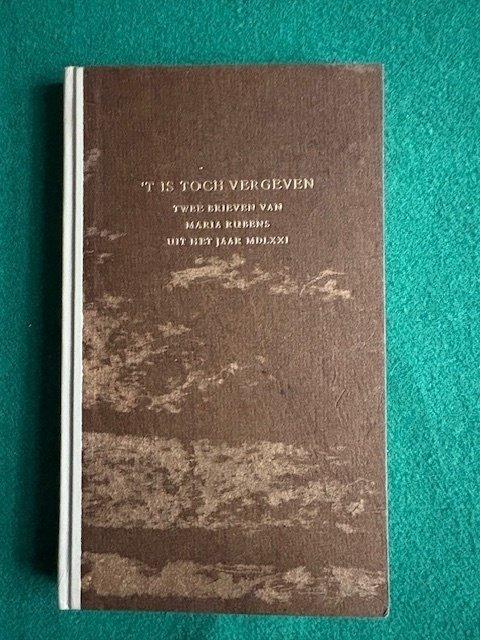 'T IS TOCH VERGEVEN
TWEE BRIEVEN VAN
MARIA RUBENS
UIT HET JAAR MDLXXI